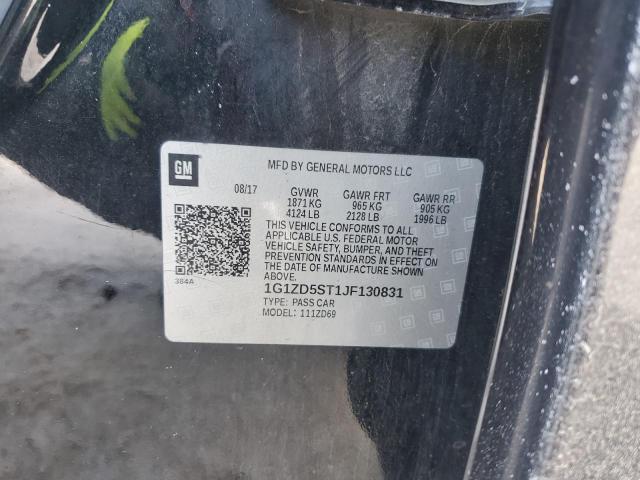 GM
MFD BY GENERAL MOTORS LLC
08/17 GVWR GAWR FRT GAWR RR
1871 KG 965 KG 905 KG
4124 LB 2128 LB 1996 LB
THIS VEHICLE CONFORMS TO ALL
APPLICABLE U.S. FEDERAL MOTOR
VEHICLE SAFETY, BUMPER, AND THEFT
PREVENTION STANDARDS IN EFFECT ON
THE DATE OF MANUFACTURE SHOWN
ABOVE.
384A
1G1ZD5ST1JF130831
TYPE: PASS CAR
MODEL: 111ZD69